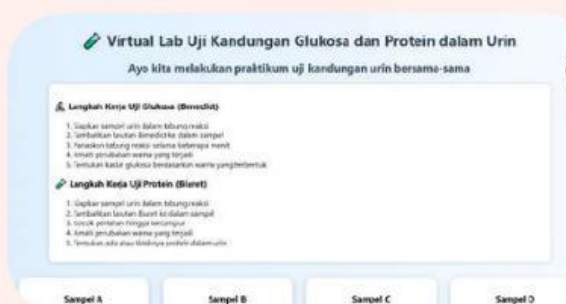 Virtual Lab Uji Kandungan Glukosa dan Protein dalam Urin
Ayo kita melakukan praktikum uji kandungan urin bersama-sama
Langkah Kerja Uji Glukosa (Benedict)
1. Siapkan sampel urin dalam tabung reaksi
2. Tambahkan larutan Benedict ke dalam sampel
3. Panaskan tabung reaksi selama beberapa menit
4. Amati perubahan warna yang terjadi
5. Tentukan kadar glukosa berdasarkan warna yang terbentuk
Langkah Kerja Uji Protein (Biuret)
1. Siapkan sampel urin dalam tabung reaksi
2. Tambahkan larutan Biuret ke dalam sampel
3. Kocok perlahan hingga tercampur
4. Amati perubahan warna yang terjadi
5. Tentukan ada atau tidaknya protein dalam urin
Sampel A
Sampel B
Sampel C
Sampel D